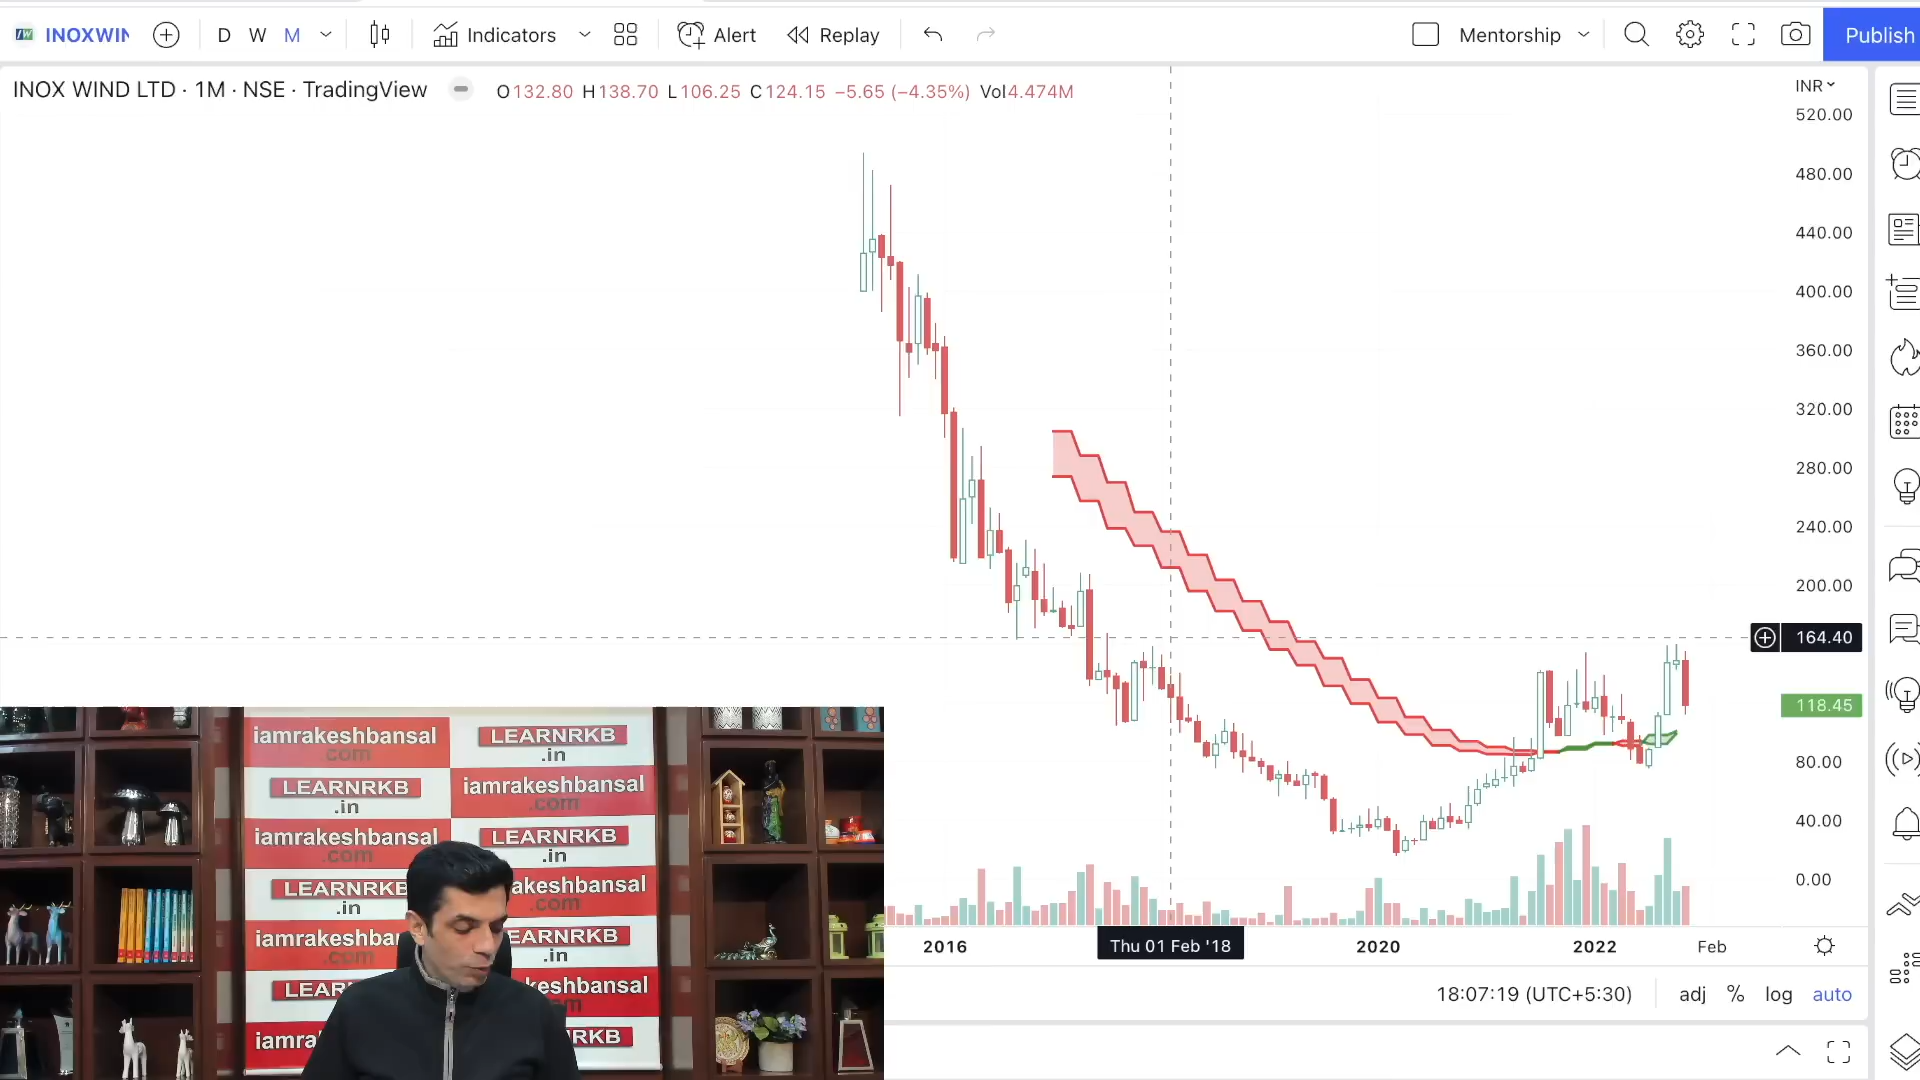 INOXWIN
D W M
Indicators
Alert
Replay
Mentorship
Publish
INOX WIND LTD · 1M · NSE · TradingView
O132.80 H138.70 L106.25 C124.15 −5.65 (−4.35%) Vol4.474M
INR
520.00
480.00
440.00
400.00
360.00
320.00
280.00
240.00
200.00
164.40
118.45
80.00
40.00
0.00
2016
Thu 01 Feb '18
2020
2022
Feb
18:07:19 (UTC+5:30)
adj % log auto
iamrakeshbansal
.com
LEARNRKB
.in
LEARNRKB
.in
iamrakeshbansal
.com
iamrakeshbansal
.com
LEARNRKB
.in
LEARNRKB
.in
akeshbansal
.com
iamrakeshba
.com
EARNRKB
.in
LEAR
akeshbansal
om
iamra
RKB